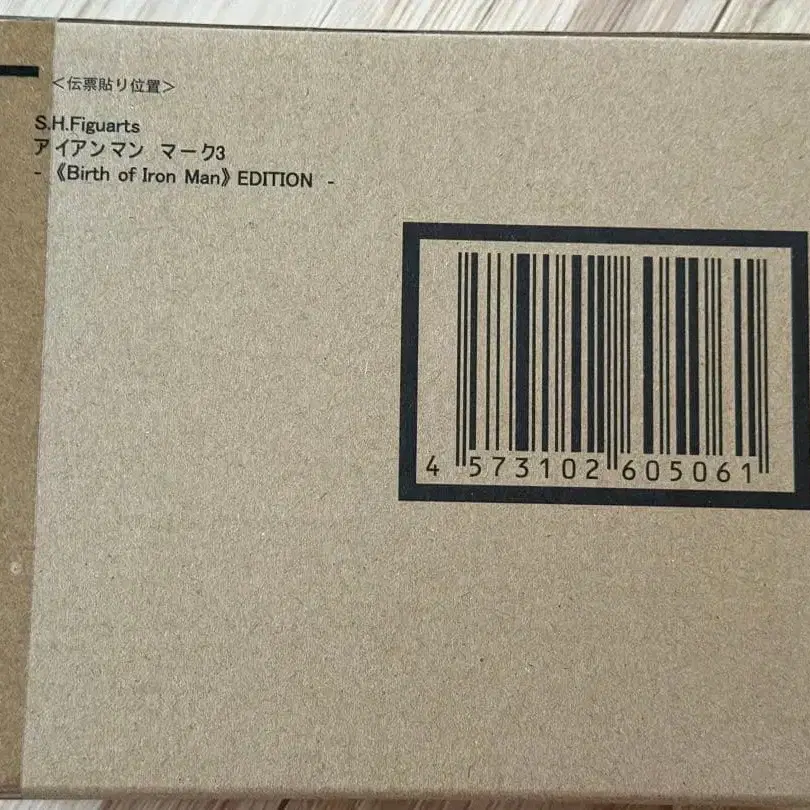 <伝票貼り位置>
S.H.Figuarts
アイアンマン マーク3
- 《Birth of Iron Man》 EDITION -
4 573102 605061